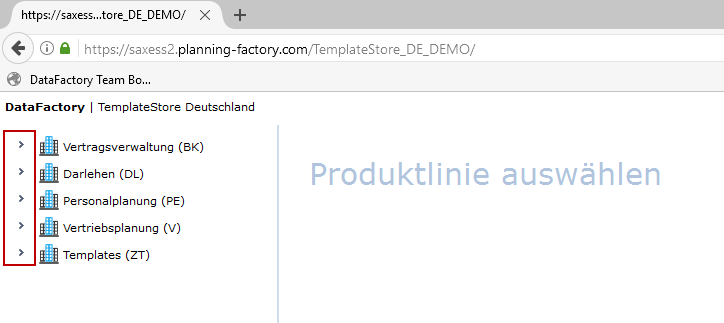 https://saxess...tore_DE_DEMO/
https://saxess2.planning-factory.com/TemplateStore_DE_DEMO/
DataFactory Team Bo...
DataFactory | TemplateStore Deutschland
Vertragsverwaltung (BK)
Darlehen (DL)
Personalplanung (PE)
Vertriebsplanung (V)
Templates (ZT)
Produktlinie auswählen